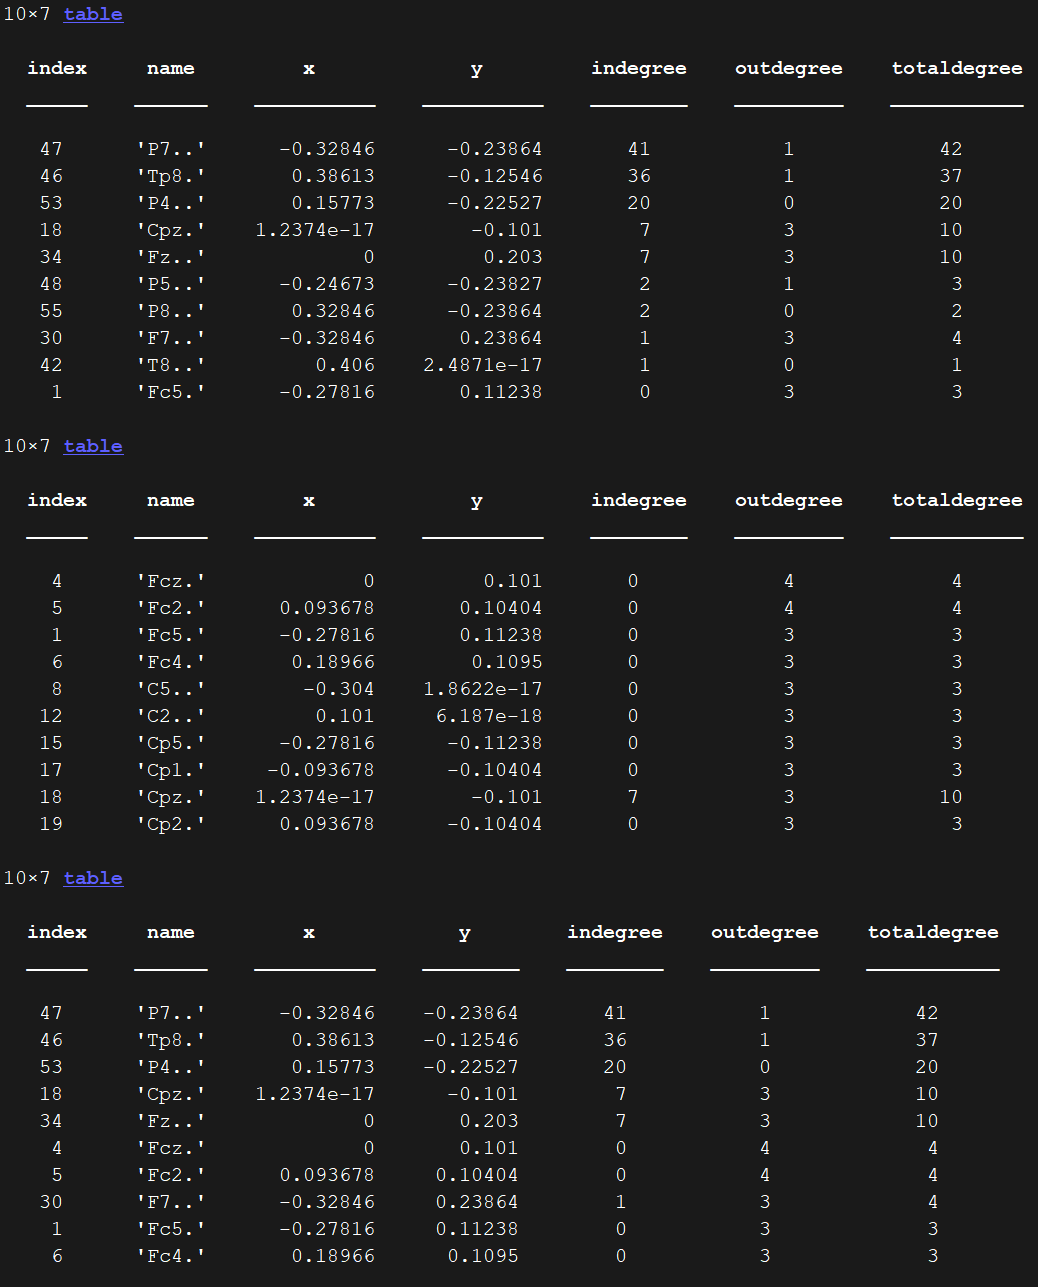 10×7 table
index name x y indegree outdegree totaldegree
47 'P7..' -0.32846 -0.23864 41 1 42
46 'Tp8.' 0.38613 -0.12546 36 1 37
53 'P4..' 0.15773 -0.22527 20 0 20
18 'Cpz.' 1.2374e-17 -0.101 7 3 10
34 'Fz..' 0 0.203 7 3 10
48 'P5..' -0.24673 -0.23827 2 1 3
55 'P8..' 0.32846 -0.23864 2 0 2
30 'F7..' -0.32846 0.23864 1 3 4
42 'T8..' 0.406 2.4871e-17 1 0 1
1 'Fc5.' -0.27816 0.11238 0 3 3
10×7 table
index name x y indegree outdegree totaldegree
4 'Fcz.' 0 0.101 0 4 4
5 'Fc2.' 0.093678 0.10404 0 4 4
1 'Fc5.' -0.27816 0.11238 0 3 3
6 'Fc4.' 0.18966 0.1095 0 3 3
8 'C5..' -0.304 1.8622e-17 0 3 3
12 'C2..' 0.101 6.187e-18 0 3 3
15 'Cp5.' -0.27816 -0.11238 0 3 3
17 'Cp1.' -0.093678 -0.10404 0 3 3
18 'Cpz.' 1.2374e-17 -0.101 7 3 10
19 'Cp2.' 0.093678 -0.10404 0 3 3
10×7 table
index name x y indegree outdegree totaldegree
47 'P7..' -0.32846 -0.23864 41 1 42
46 'Tp8.' 0.38613 -0.12546 36 1 37
53 'P4..' 0.15773 -0.22527 20 0 20
18 'Cpz.' 1.2374e-17 -0.101 7 3 10
34 'Fz..' 0 0.203 7 3 10
4 'Fcz.' 0 0.101 0 4 4
5 'Fc2.' 0.093678 0.10404 0 4 4
30 'F7..' -0.32846 0.23864 1 3 4
1 'Fc5.' -0.27816 0.11238 0 3 3
6 'Fc4.' 0.18966 0.1095 0 3 3